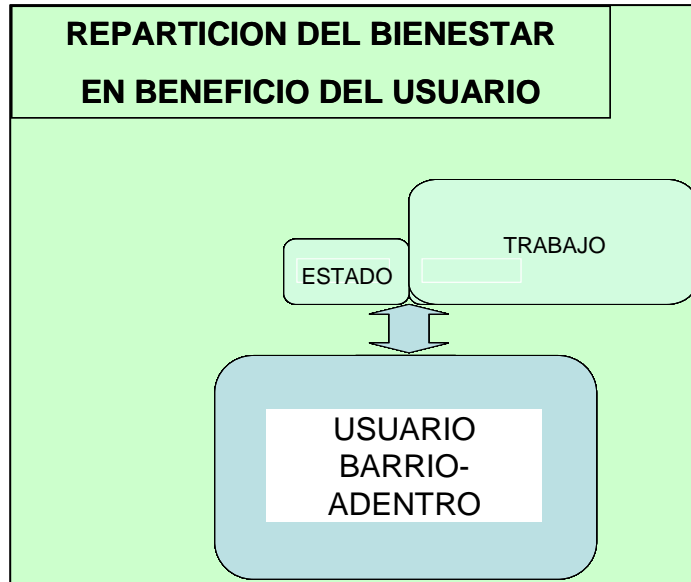 REPARTICION DEL BIENESTAR
EN BENEFICIO DEL USUARIO
TRABAJO
ESTADO
USUARIO
BARRIO-
ADENTRO